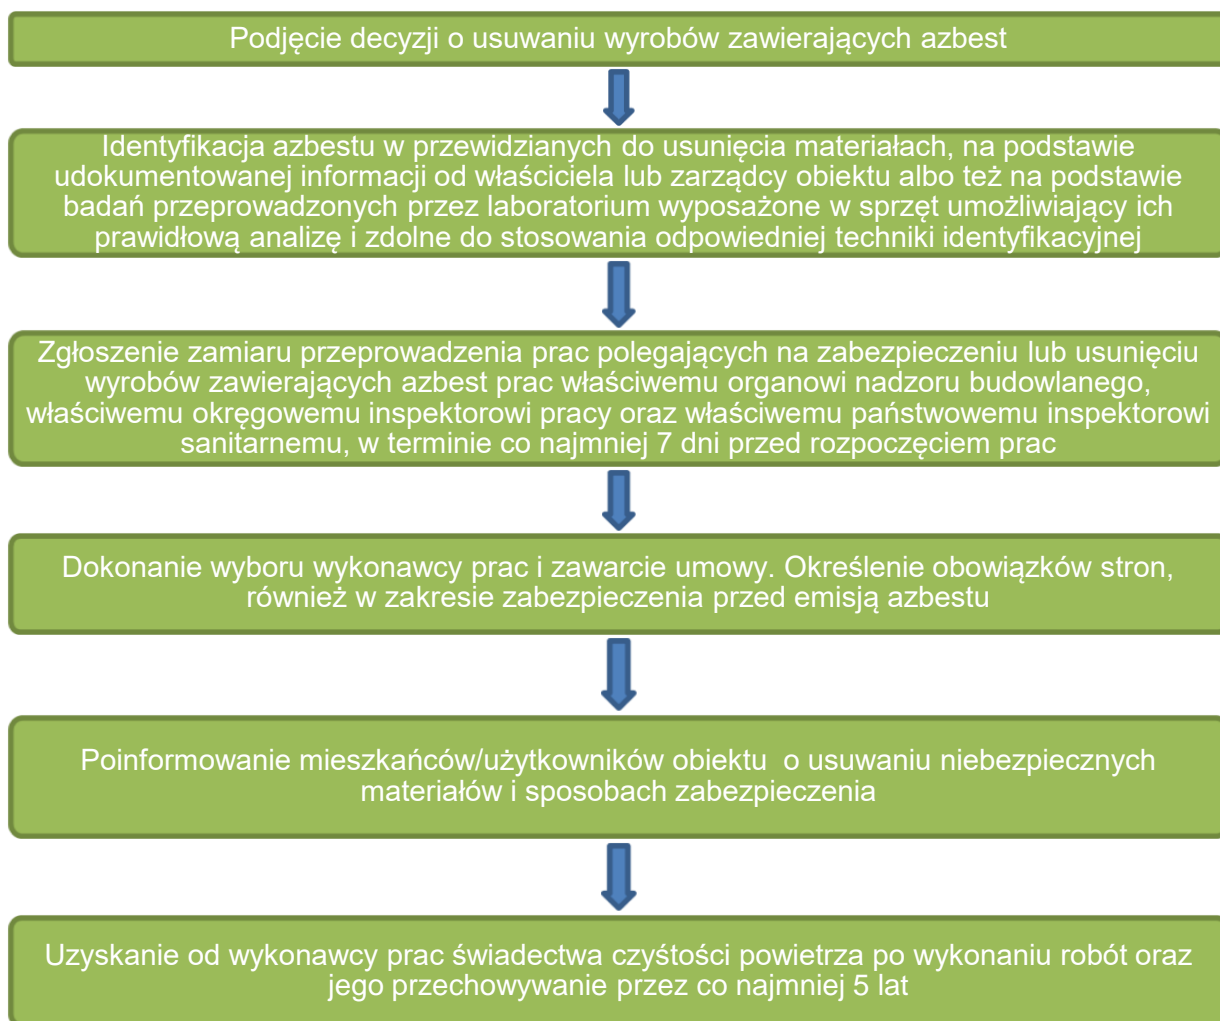 Podjęcie decyzji o usuwaniu wyrobów zawierających azbest
Identyfikacja azbestu w przewidzianych do usunięcia materiałach, na podstawie
udokumentowanej informacji od właściciela lub zarządcy obiektu albo też na podstawie
badań przeprowadzonych przez laboratorium wyposażone w sprzęt umożliwiający ich
prawidłową analizę i zdolne do stosowania odpowiedniej techniki identyfikacyjnej
Zgłoszenie zamiaru przeprowadzenia prac polegających na zabezpieczeniu lub usunięciu
wyrobów zawierających azbest prac właściwemu organowi nadzoru budowlanego,
właściwemu okręgowemu inspektorowi pracy oraz właściwemu państwowemu inspektorowi
sanitarnemu, w terminie co najmniej 7 dni przed rozpoczęciem prac
Dokonanie wyboru wykonawcy prac i zawarcie umowy. Określenie obowiązków stron,
również w zakresie zabezpieczenia przed emisją azbestu
Poinformowanie mieszkańców/użytkowników obiektu  o usuwaniu niebezpiecznych
materiałów i sposobach zabezpieczenia
Uzyskanie od wykonawcy prac świadectwa czyśtości powietrza po wykonaniu robót oraz
jego przechowywanie przez co najmniej 5 lat